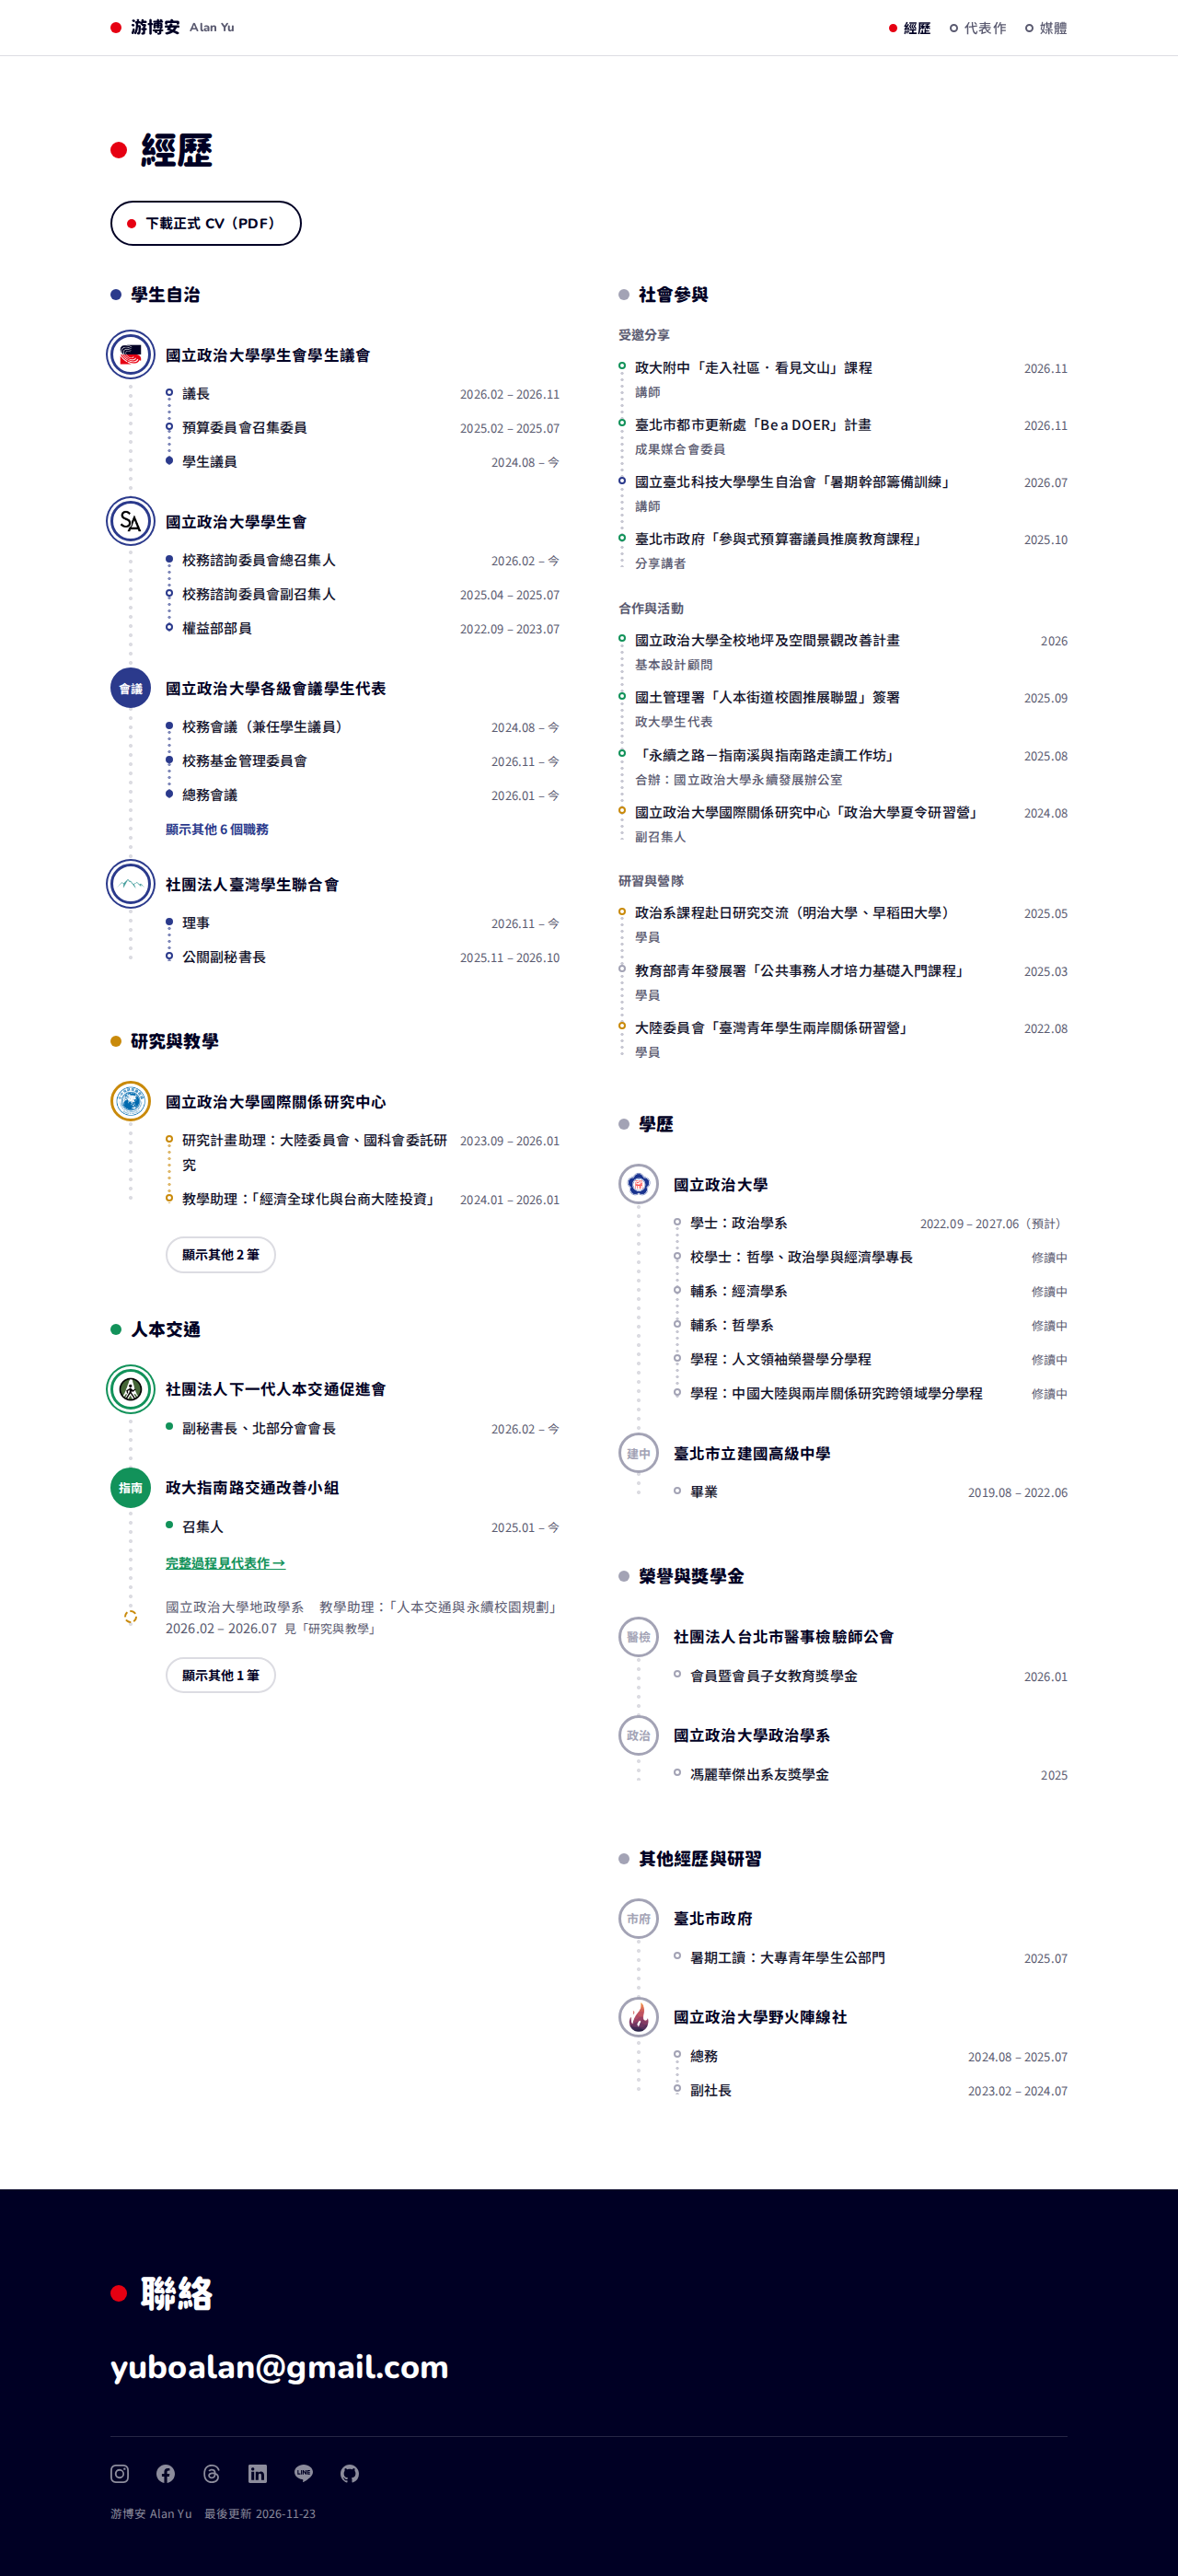 游博安 Alan Yu
經歷
代表作
媒體
經歷
下載正式 CV（PDF）
學生自治
國立政治大學學生會學生議會
議長 2026.02 – 2026.11
預算委員會召集委員 2025.02 – 2025.07
學生議員 2024.08 – 今
SA
國立政治大學學生會
校務諮詢委員會總召集人 2026.02 – 今
校務諮詢委員會副召集人 2025.04 – 2025.07
權益部部員 2022.09 – 2023.07
會議
國立政治大學各級會議學生代表
校務會議（兼任學生議員） 2024.08 – 今
校務基金管理委員會 2026.11 – 今
總務會議 2026.01 – 今
顯示其他 6 個職務
社團法人臺灣學生聯合會
理事 2026.11 – 今
公關副秘書長 2025.11 – 2026.10
研究與教學
國立政治大學國際關係研究中心
研究計畫助理：大陸委員會、國科會委託研 2023.09 – 2026.01
究
教學助理：「經濟全球化與台商大陸投資」 2024.01 – 2026.01
顯示其他 2 筆
人本交通
社團法人下一代人本交通促進會
副秘書長、北部分會會長 2026.02 – 今
指南
政大指南路交通改善小組
召集人 2025.01 – 今
完整過程見代表作 →
國立政治大學地政學系　教學助理：「人本交通與永續校園規劃」
2026.02 – 2026.07 見「研究與教學」
顯示其他 1 筆
社會參與
受邀分享
政大附中「走入社區・看見文山」課程 2026.11
講師
臺北市都市更新處「Be a DOER」計畫 2026.11
成果媒合會委員
國立臺北科技大學學生自治會「暑期幹部籌備訓練」 2026.07
講師
臺北市政府「參與式預算審議員推廣教育課程」 2025.10
分享講者
合作與活動
國立政治大學全校地坪及空間景觀改善計畫 2026
基本設計顧問
國土管理署「人本街道校園推展聯盟」簽署 2025.09
政大學生代表
「永續之路－指南溪與指南路走讀工作坊」 2025.08
合辦：國立政治大學永續發展辦公室
國立政治大學國際關係研究中心「政治大學夏令研習營」 2024.08
副召集人
研習與營隊
政治系課程赴日研究交流（明治大學、早稻田大學） 2025.05
學員
教育部青年發展署「公共事務人才培力基礎入門課程」 2025.03
學員
大陸委員會「臺灣青年學生兩岸關係研習營」 2022.08
學員
學歷
國立政治大學
學士：政治學系 2022.09 – 2027.06（預計）
校學士：哲學、政治學與經濟學專長 修讀中
輔系：經濟學系 修讀中
輔系：哲學系 修讀中
學程：人文領袖榮譽學分學程 修讀中
學程：中國大陸與兩岸關係研究跨領域學分學程 修讀中
建中
臺北市立建國高級中學
畢業 2019.08 – 2022.06
榮譽與獎學金
醫檢
社團法人台北市醫事檢驗師公會
會員暨會員子女教育獎學金 2026.01
政治
國立政治大學政治學系
馮麗華傑出系友獎學金 2025
其他經歷與研習
市府
臺北市政府
暑期工讀：大專青年學生公部門 2025.07
國立政治大學野火陣線社
總務 2024.08 – 2025.07
副社長 2023.02 – 2024.07
聯絡
yuboalan@gmail.com
游博安 Alan Yu　最後更新 2026-11-23